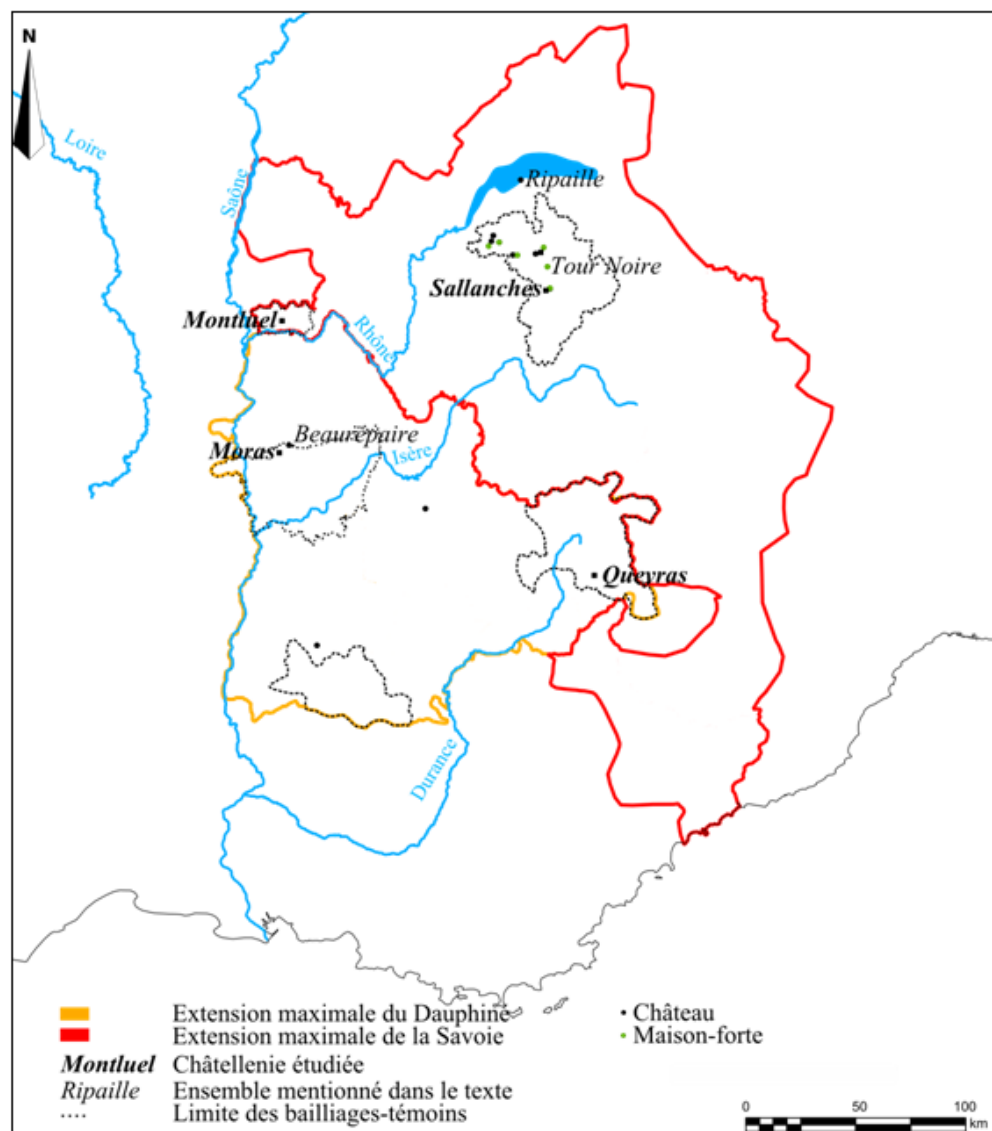 N
Loire
Saône
Ripaille
Tour Noire
Sallanches
Montluel
Rhône
Beaurepaire
Moras
Isère
Queyras
Durance
Extension maximale du Dauphiné
Extension maximale de la Savoie
Montluel Châtellenie étudiée
Ripaille Ensemble mentionné dans le texte
.... Limite des bailliages-témoins
Château
Maison-forte
0 50 100
km